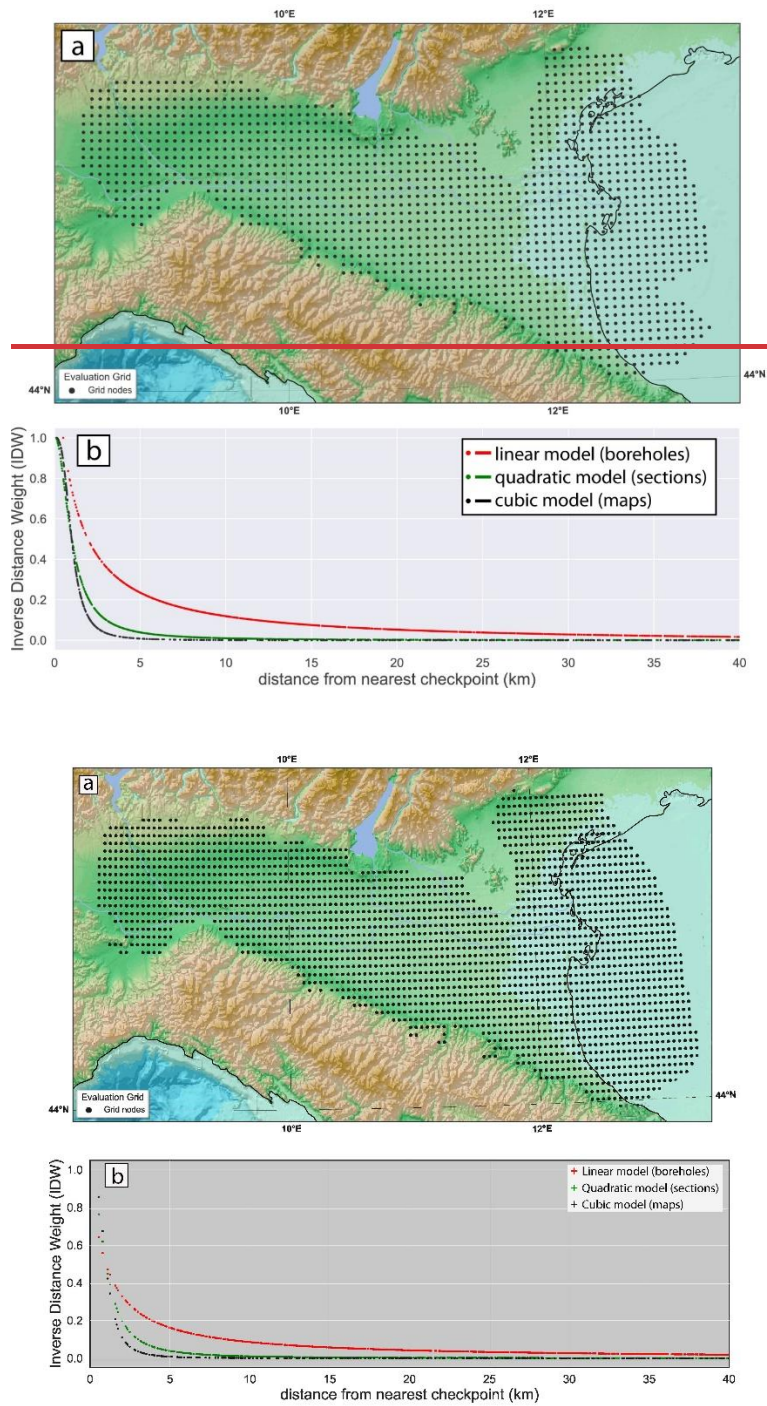 10°E 12°E
a
Evaluation Grid
Grid nodes
44°N 44°N
10°E 12°E
b
linear model (boreholes)
quadratic model (sections)
cubic model (maps)
Inverse Distance Weight (IDW)
1.0
0.8
0.6
0.4
0.2
0.0
0 5 10 15 20 25 30 35 40
distance from nearest checkpoint (km)
10°E 12°E
a
Evaluation Grid
Grid nodes
44°N 44°N
10°E 12°E
b
Linear model (boreholes)
Quadratic model (sections)
Cubic model (maps)
Inverse Distance Weight (IDW)
1.0
0.8
0.6
0.4
0.2
0.0
0 5 10 15 20 25 30 35 40
distance from nearest checkpoint (km)